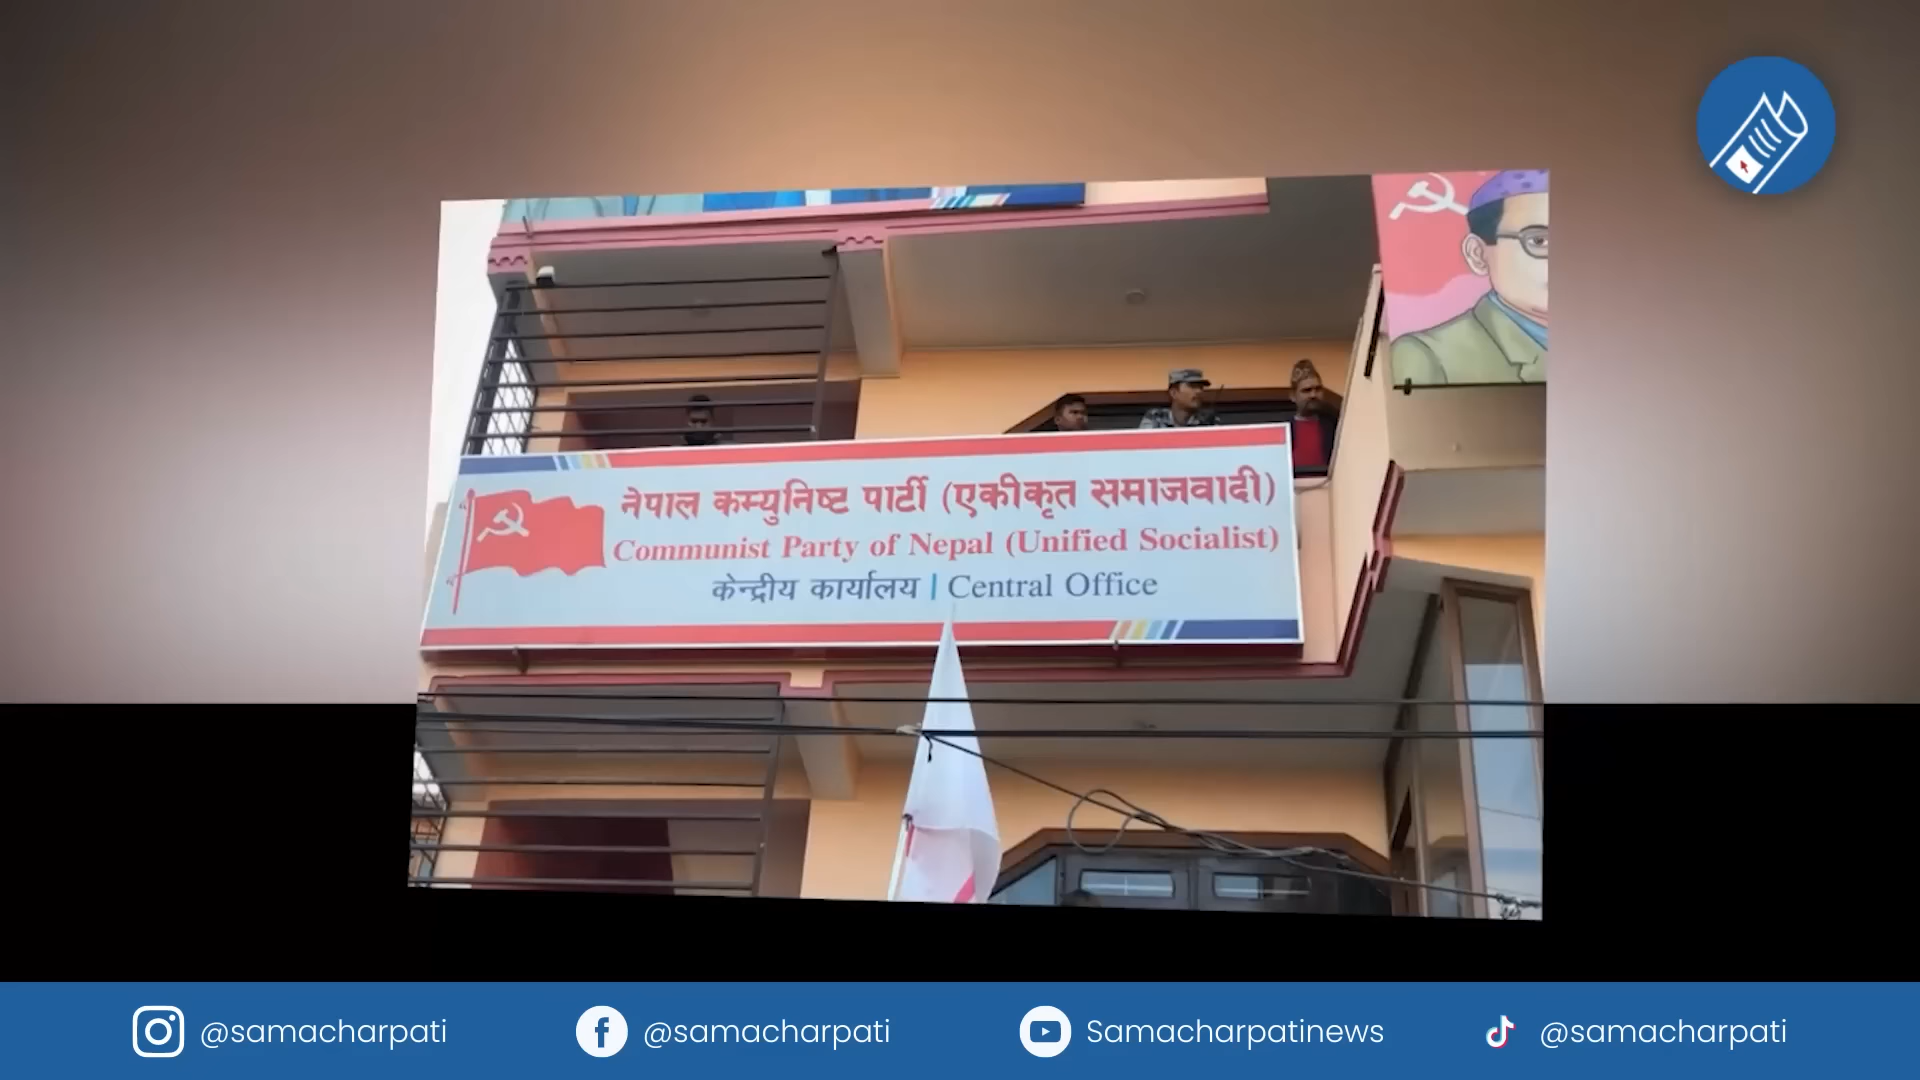 नेपाल कम्युनिष्ट पार्टी (एकीकृत समाजवादी)
Communist Party of Nepal (Unified Socialist)
केन्द्रीय कार्यालय | Central Office
@samacharpati
@samacharpati
Samacharpatinews
@samacharpati